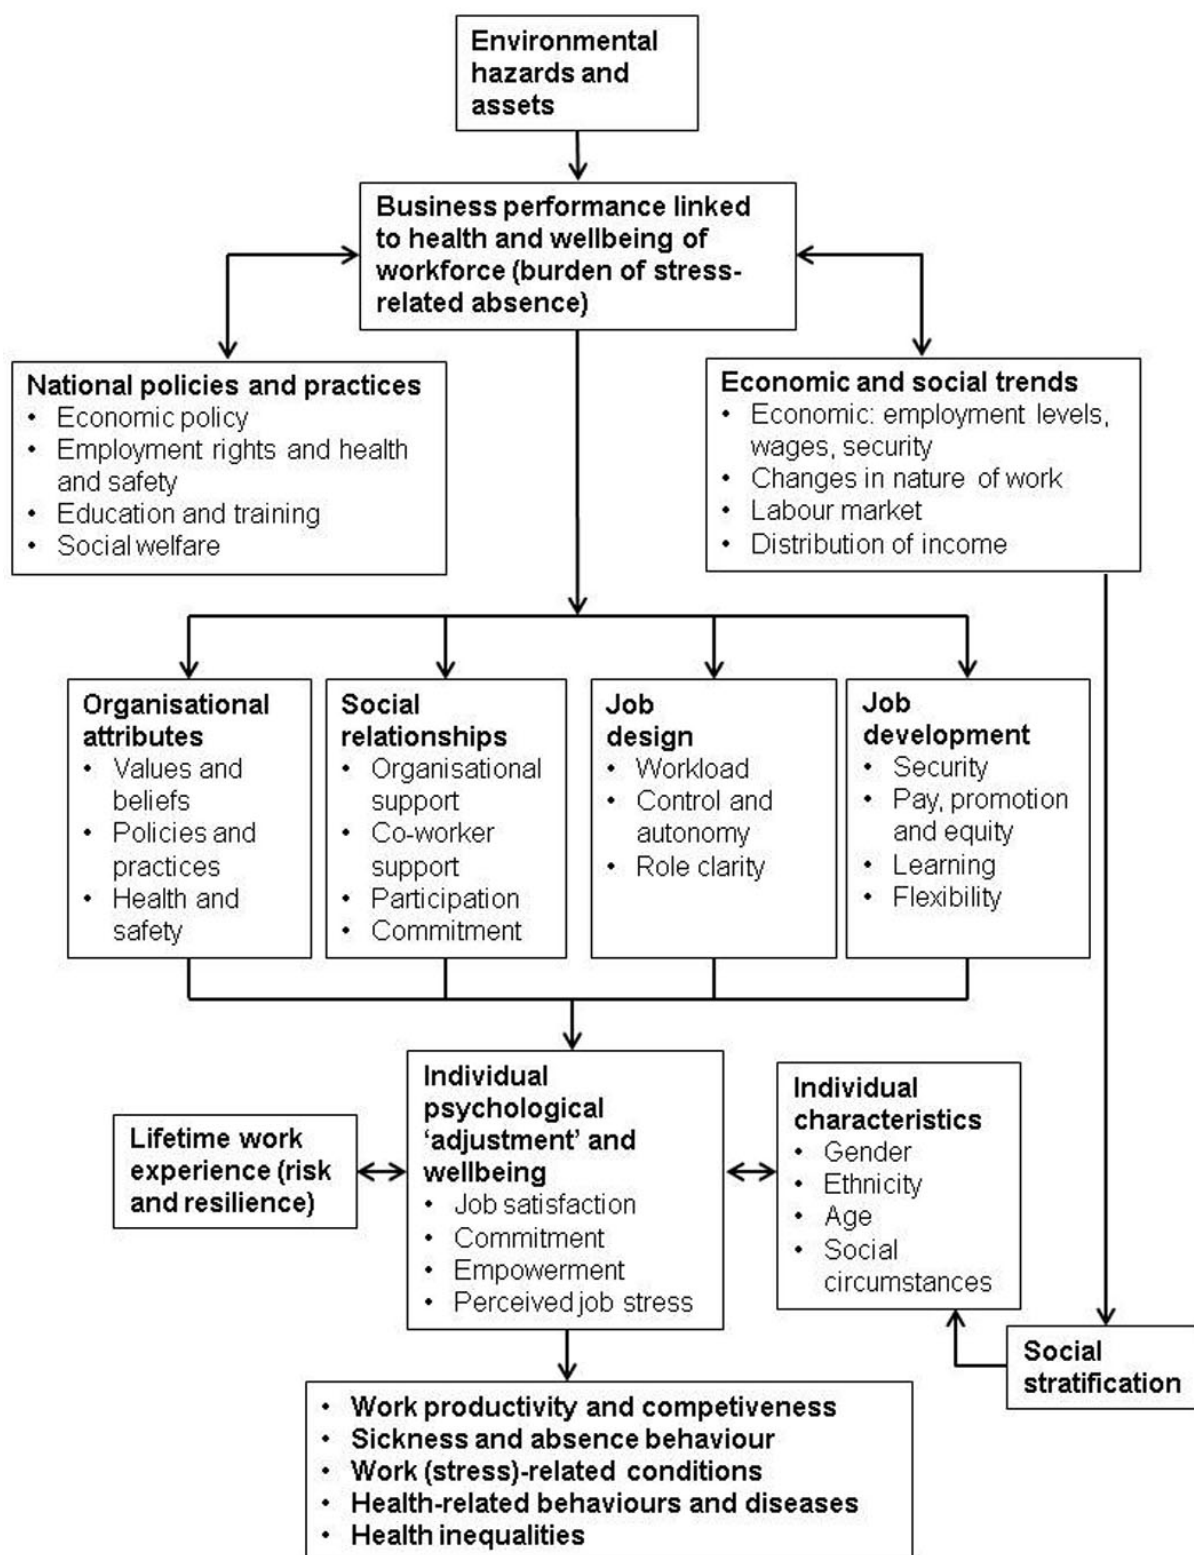 Environmental
hazards and
assets
Business performance linked
to health and wellbeing of
workforce (burden of stress-
related absence)
National policies and practices
• Economic policy
• Employment rights and health
and safety
• Education and training
• Social welfare
Economic and social trends
• Economic: employment levels,
wages, security
• Changes in nature of work
• Labour market
• Distribution of income
Organisational
attributes
• Values and
beliefs
• Policies and
practices
• Health and
safety
Social
relationships
• Organisational
support
• Co-worker
support
• Participation
• Commitment
Job
design
• Workload
• Control and
autonomy
• Role clarity
Job
development
• Security
• Pay, promotion
and equity
• Learning
• Flexibility
Lifetime work
experience (risk
and resilience)
Individual
psychological
‘adjustment’ and
wellbeing
• Job satisfaction
• Commitment
• Empowerment
• Perceived job stress
Individual
characteristics
• Gender
• Ethnicity
• Age
• Social
circumstances
Social
stratification
• Work productivity and competiveness
• Sickness and absence behaviour
• Work (stress)-related conditions
• Health-related behaviours and diseases
• Health inequalities